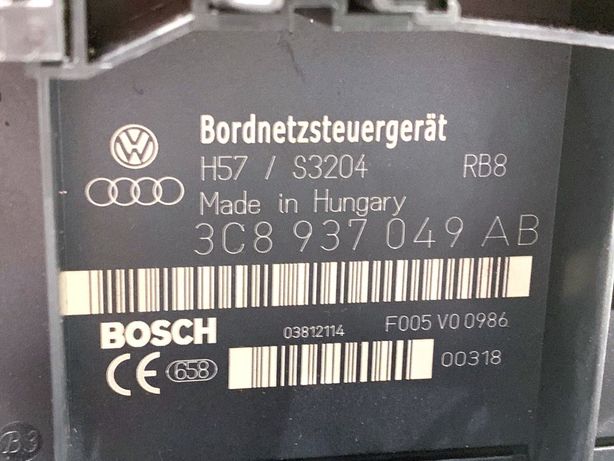 Bordnetzsteuergerät
H57 / S3204 RB8
Made in Hungary
3C8 937 049 AB
BOSCH 03812114 F005 V0 0986
CE 658 00318
B3